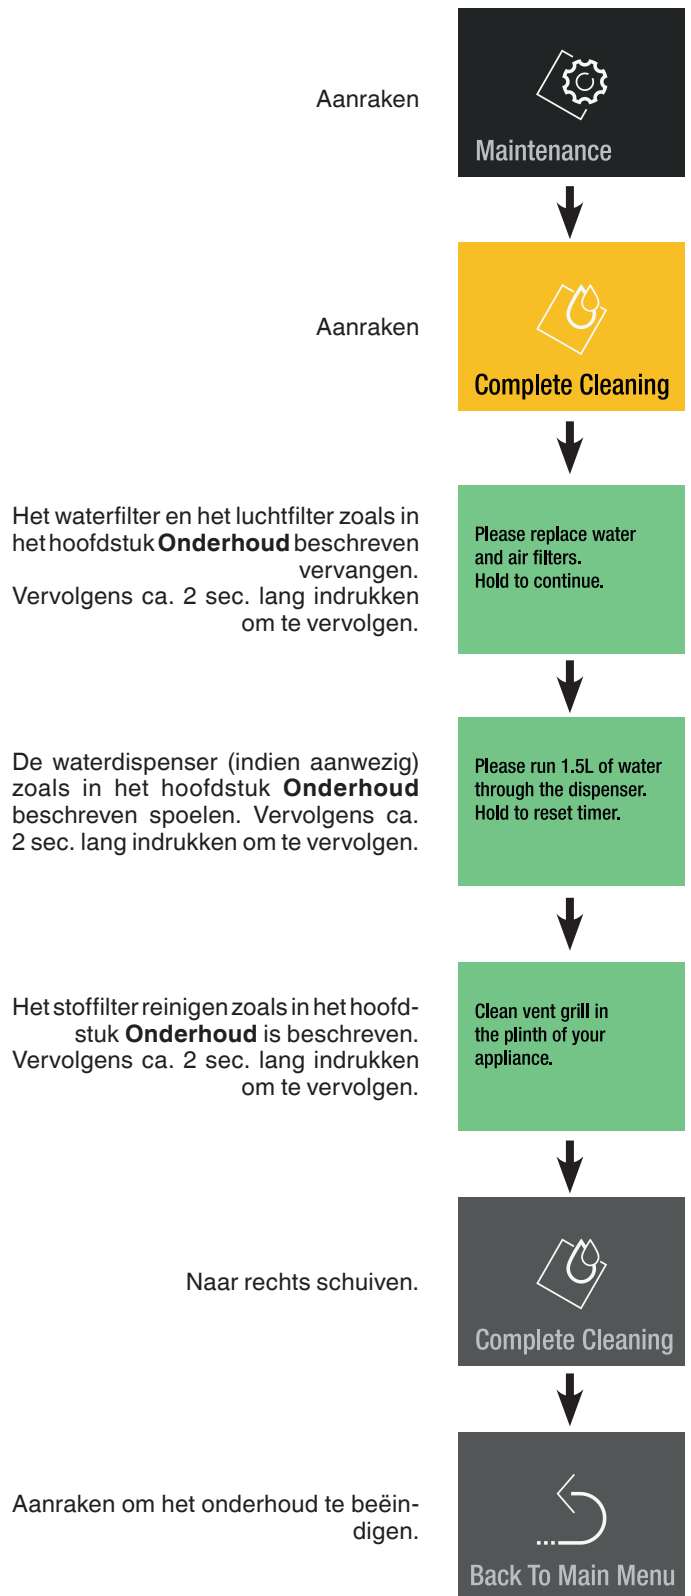 Aanraken
Maintenance
Aanraken
Complete Cleaning
Het waterfilter en het luchtfilter zoals in
het hoofdstuk Onderhoud beschreven
vervangen.
Vervolgens ca. 2 sec. lang indrukken
om te vervolgen.
Please replace water
and air filters.
Hold to continue.
De waterdispenser (indien aanwezig)
zoals in het hoofdstuk Onderhoud
beschreven spoelen. Vervolgens ca.
2 sec. lang indrukken om te vervolgen.
Please run 1.5L of water
through the dispenser.
Hold to reset timer.
Het stoffilter reinigen zoals in het hoofd-
stuk Onderhoud is beschreven.
Vervolgens ca. 2 sec. lang indrukken
om te vervolgen.
Clean vent grill in
the plinth of your
appliance.
Naar rechts schuiven.
Complete Cleaning
Aanraken om het onderhoud te beëin-
digen.
Back To Main Menu